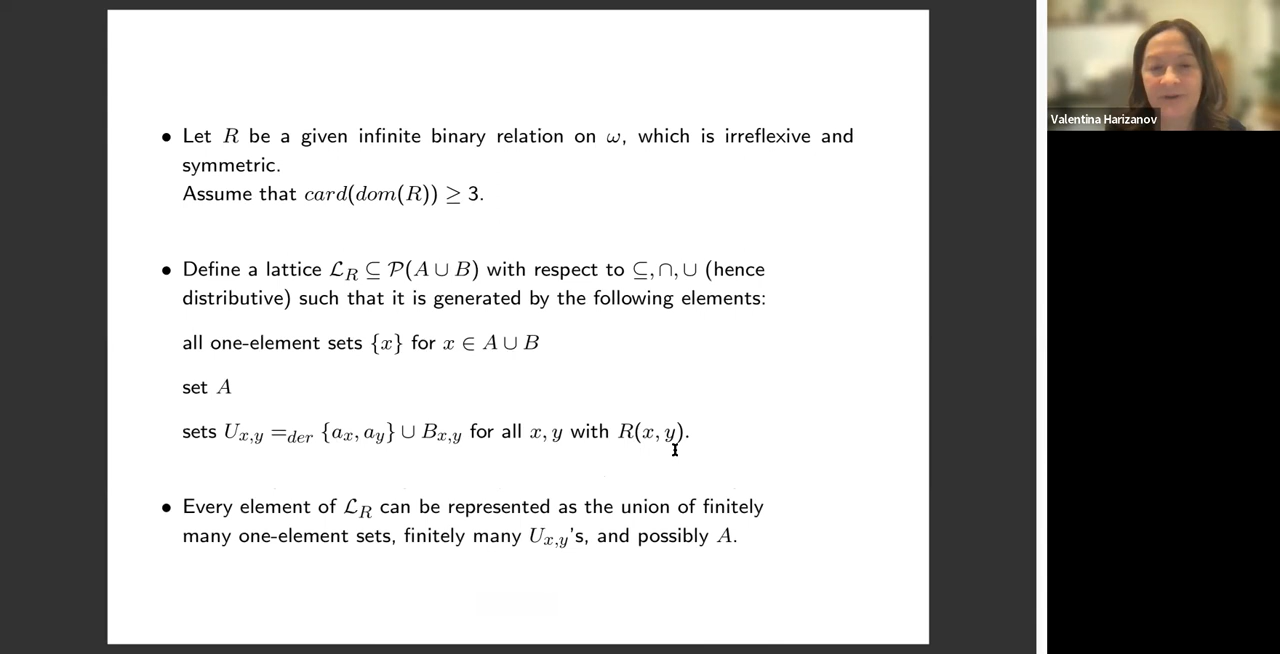 • Let R be a given infinite binary relation on ω, which is irreflexive and
symmetric.
Assume that card(dom(R)) ≥ 3.
• Define a lattice ℒ_R ⊆ 𝒫(A ∪ B) with respect to ⊆, ∩, ∪ (hence
distributive) such that it is generated by the following elements:
all one-element sets {x} for x ∈ A ∪ B
set A
sets U_{x,y} =_{der} {a_x, a_y} ∪ B_{x,y} for all x, y with R(x, y).
• Every element of ℒ_R can be represented as the union of finitely
many one-element sets, finitely many U_{x,y}'s, and possibly A.
Valentina Harizanov